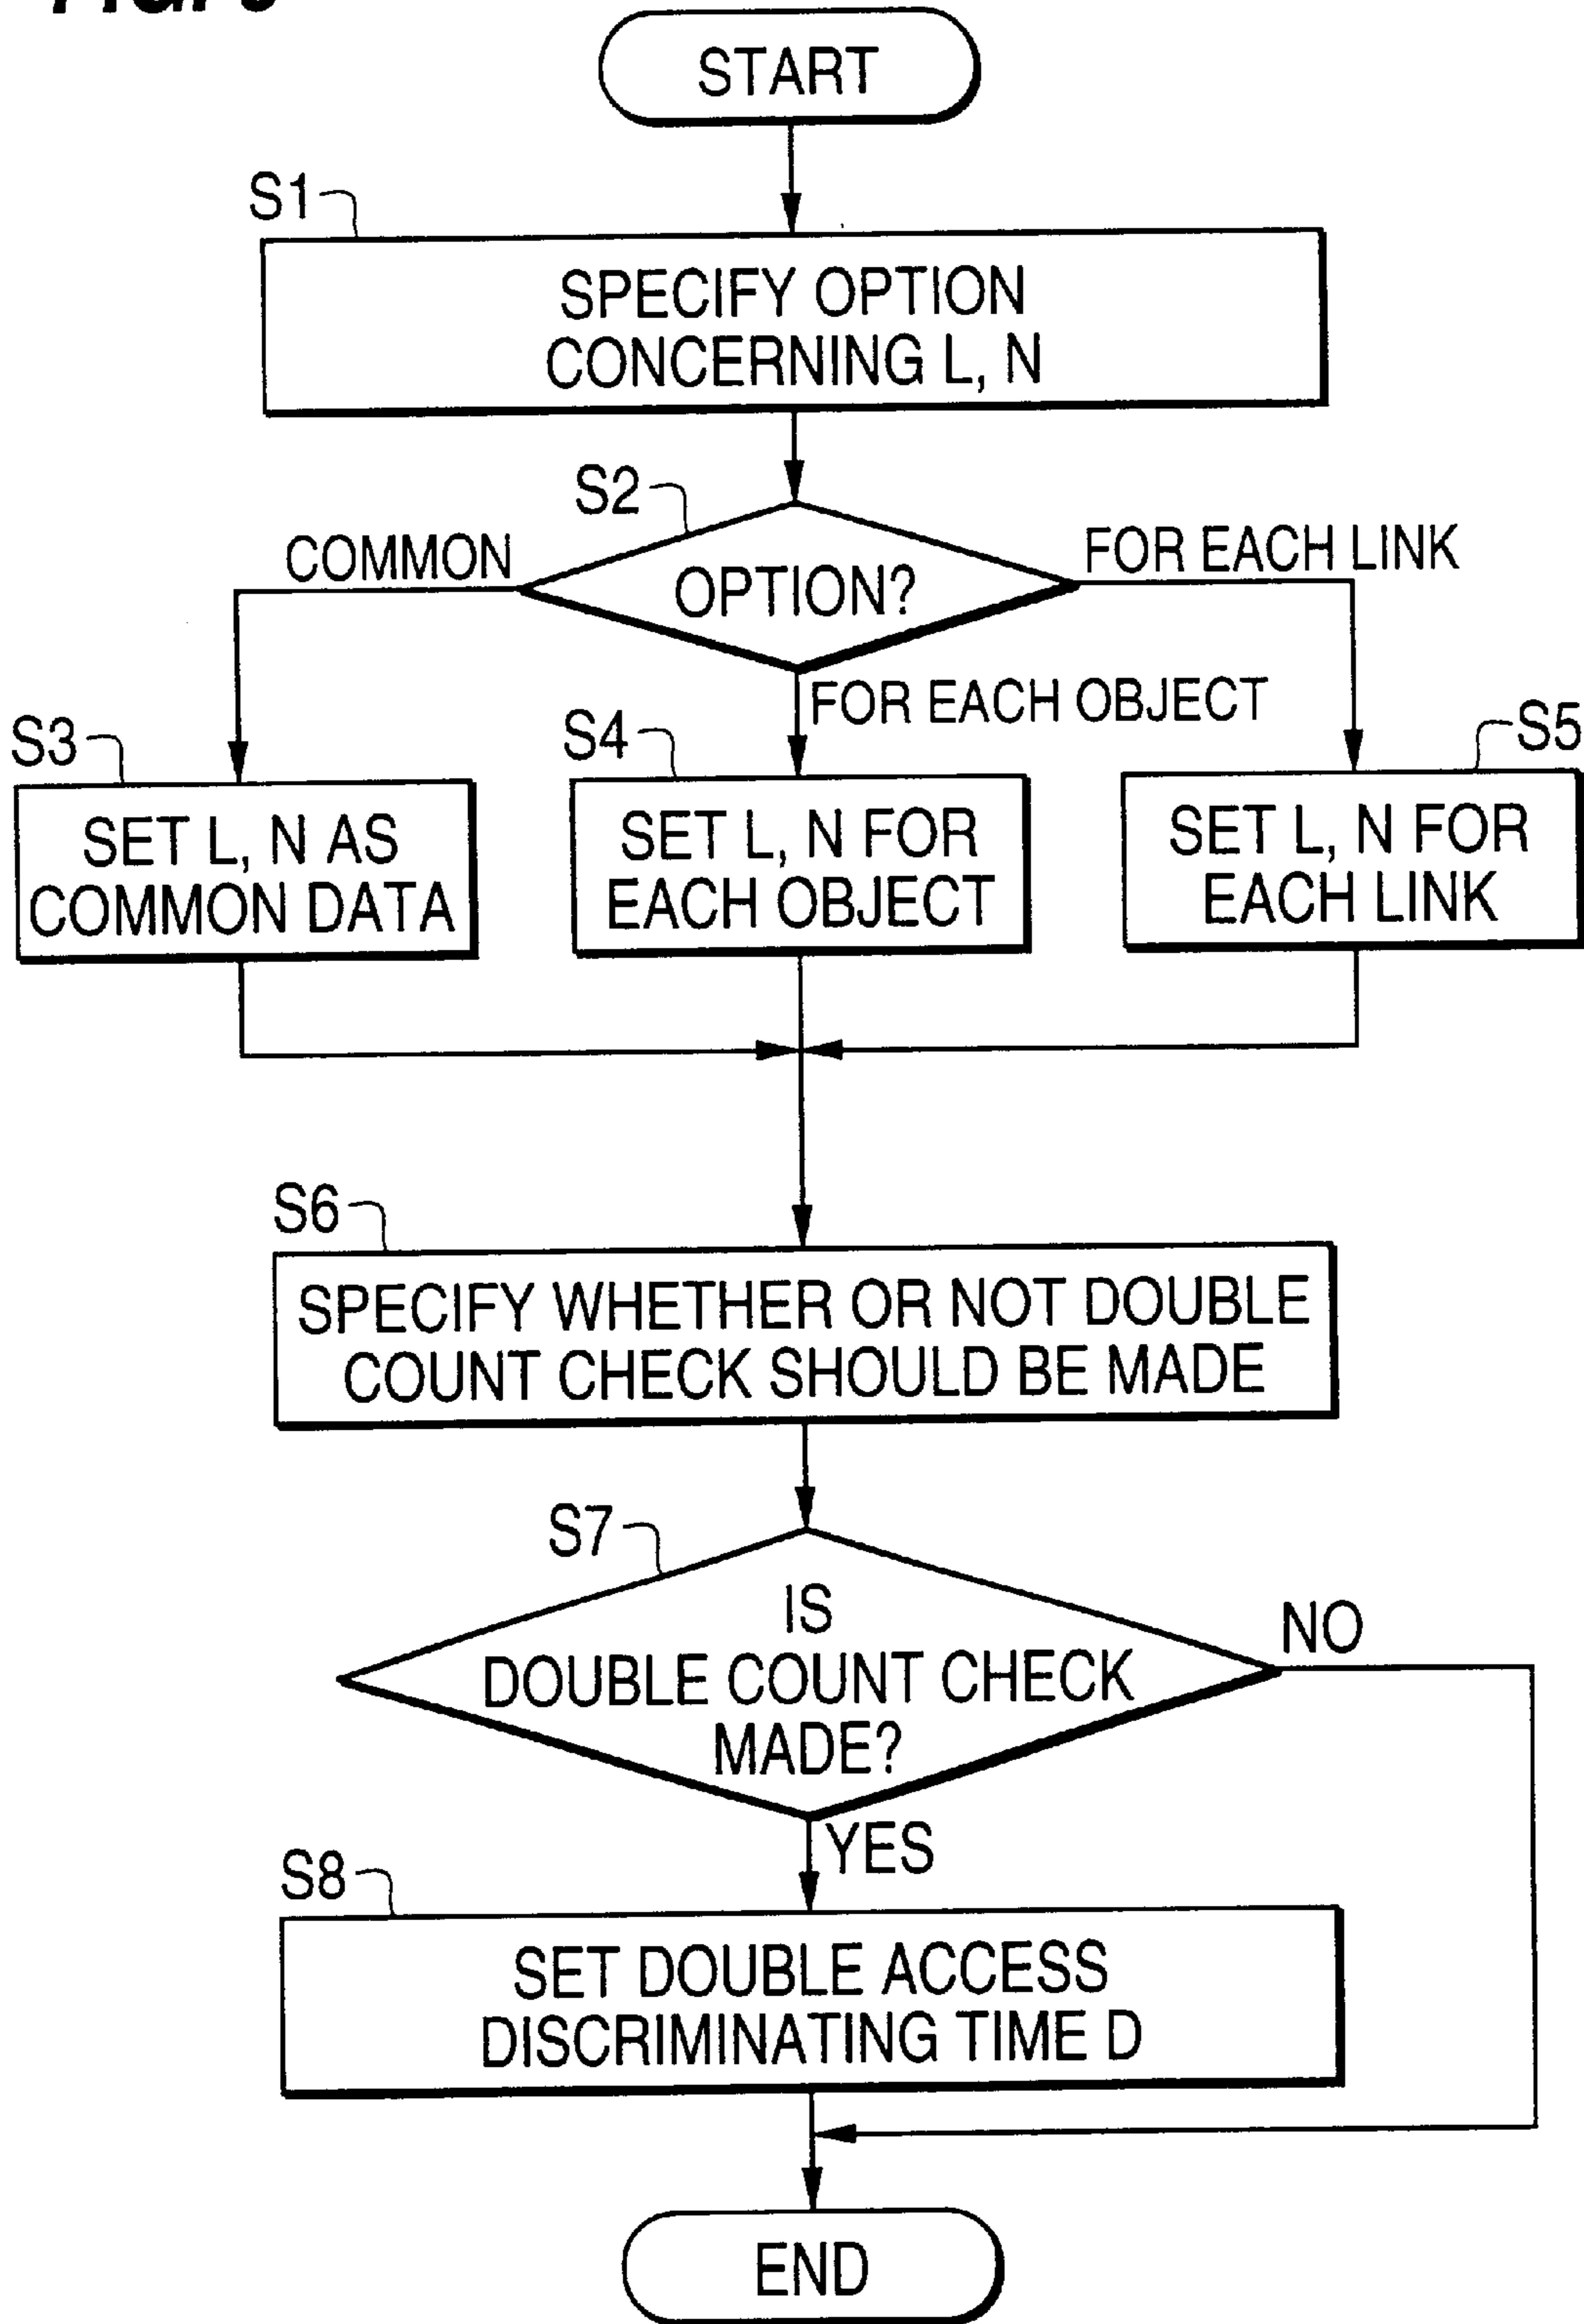 START
S1
SPECIFY OPTION
CONCERNING L, N
S2
COMMON
OPTION?
FOR EACH LINK
FOR EACH OBJECT
S3
SET L, N AS
COMMON DATA
S4
SET L, N FOR
EACH OBJECT
S5
SET L, N FOR
EACH LINK
S6
SPECIFY WHETHER OR NOT DOUBLE
COUNT CHECK SHOULD BE MADE
S7
IS
DOUBLE COUNT CHECK
MADE?
NO
YES
S8
SET DOUBLE ACCESS
DISCRIMINATING TIME D
END